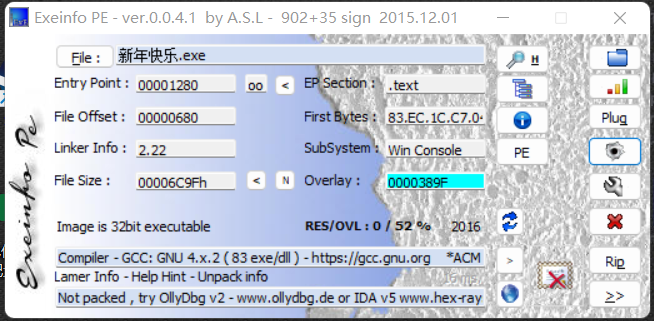 Exeinfo PE - ver.0.0.4.1 by A.S.L - 902+35 sign 2015.12.01
File : 新年快乐.exe H
Entry Point : 00001280 oo < EP Section : .text
File Offset : 00000680 First Bytes : 83.EC.1C.C7.04 Plug
Linker Info : 2.22 SubSystem : Win Console PE
File Size : 00006C9Fh < N Overlay : 0000389F
Image is 32bit executable RES/OVL : 0 / 52 % 2016
Compiler - GCC: GNU 4.x.2 ( 83 exe/dll ) - https://gcc.gnu.org *ACM > Rip
Lamer Info - Help Hint - Unpack info
Not packed , try OllyDbg v2 - www.ollydbg.de or IDA v5 www.hex-ray >>
Exeinfo Pe